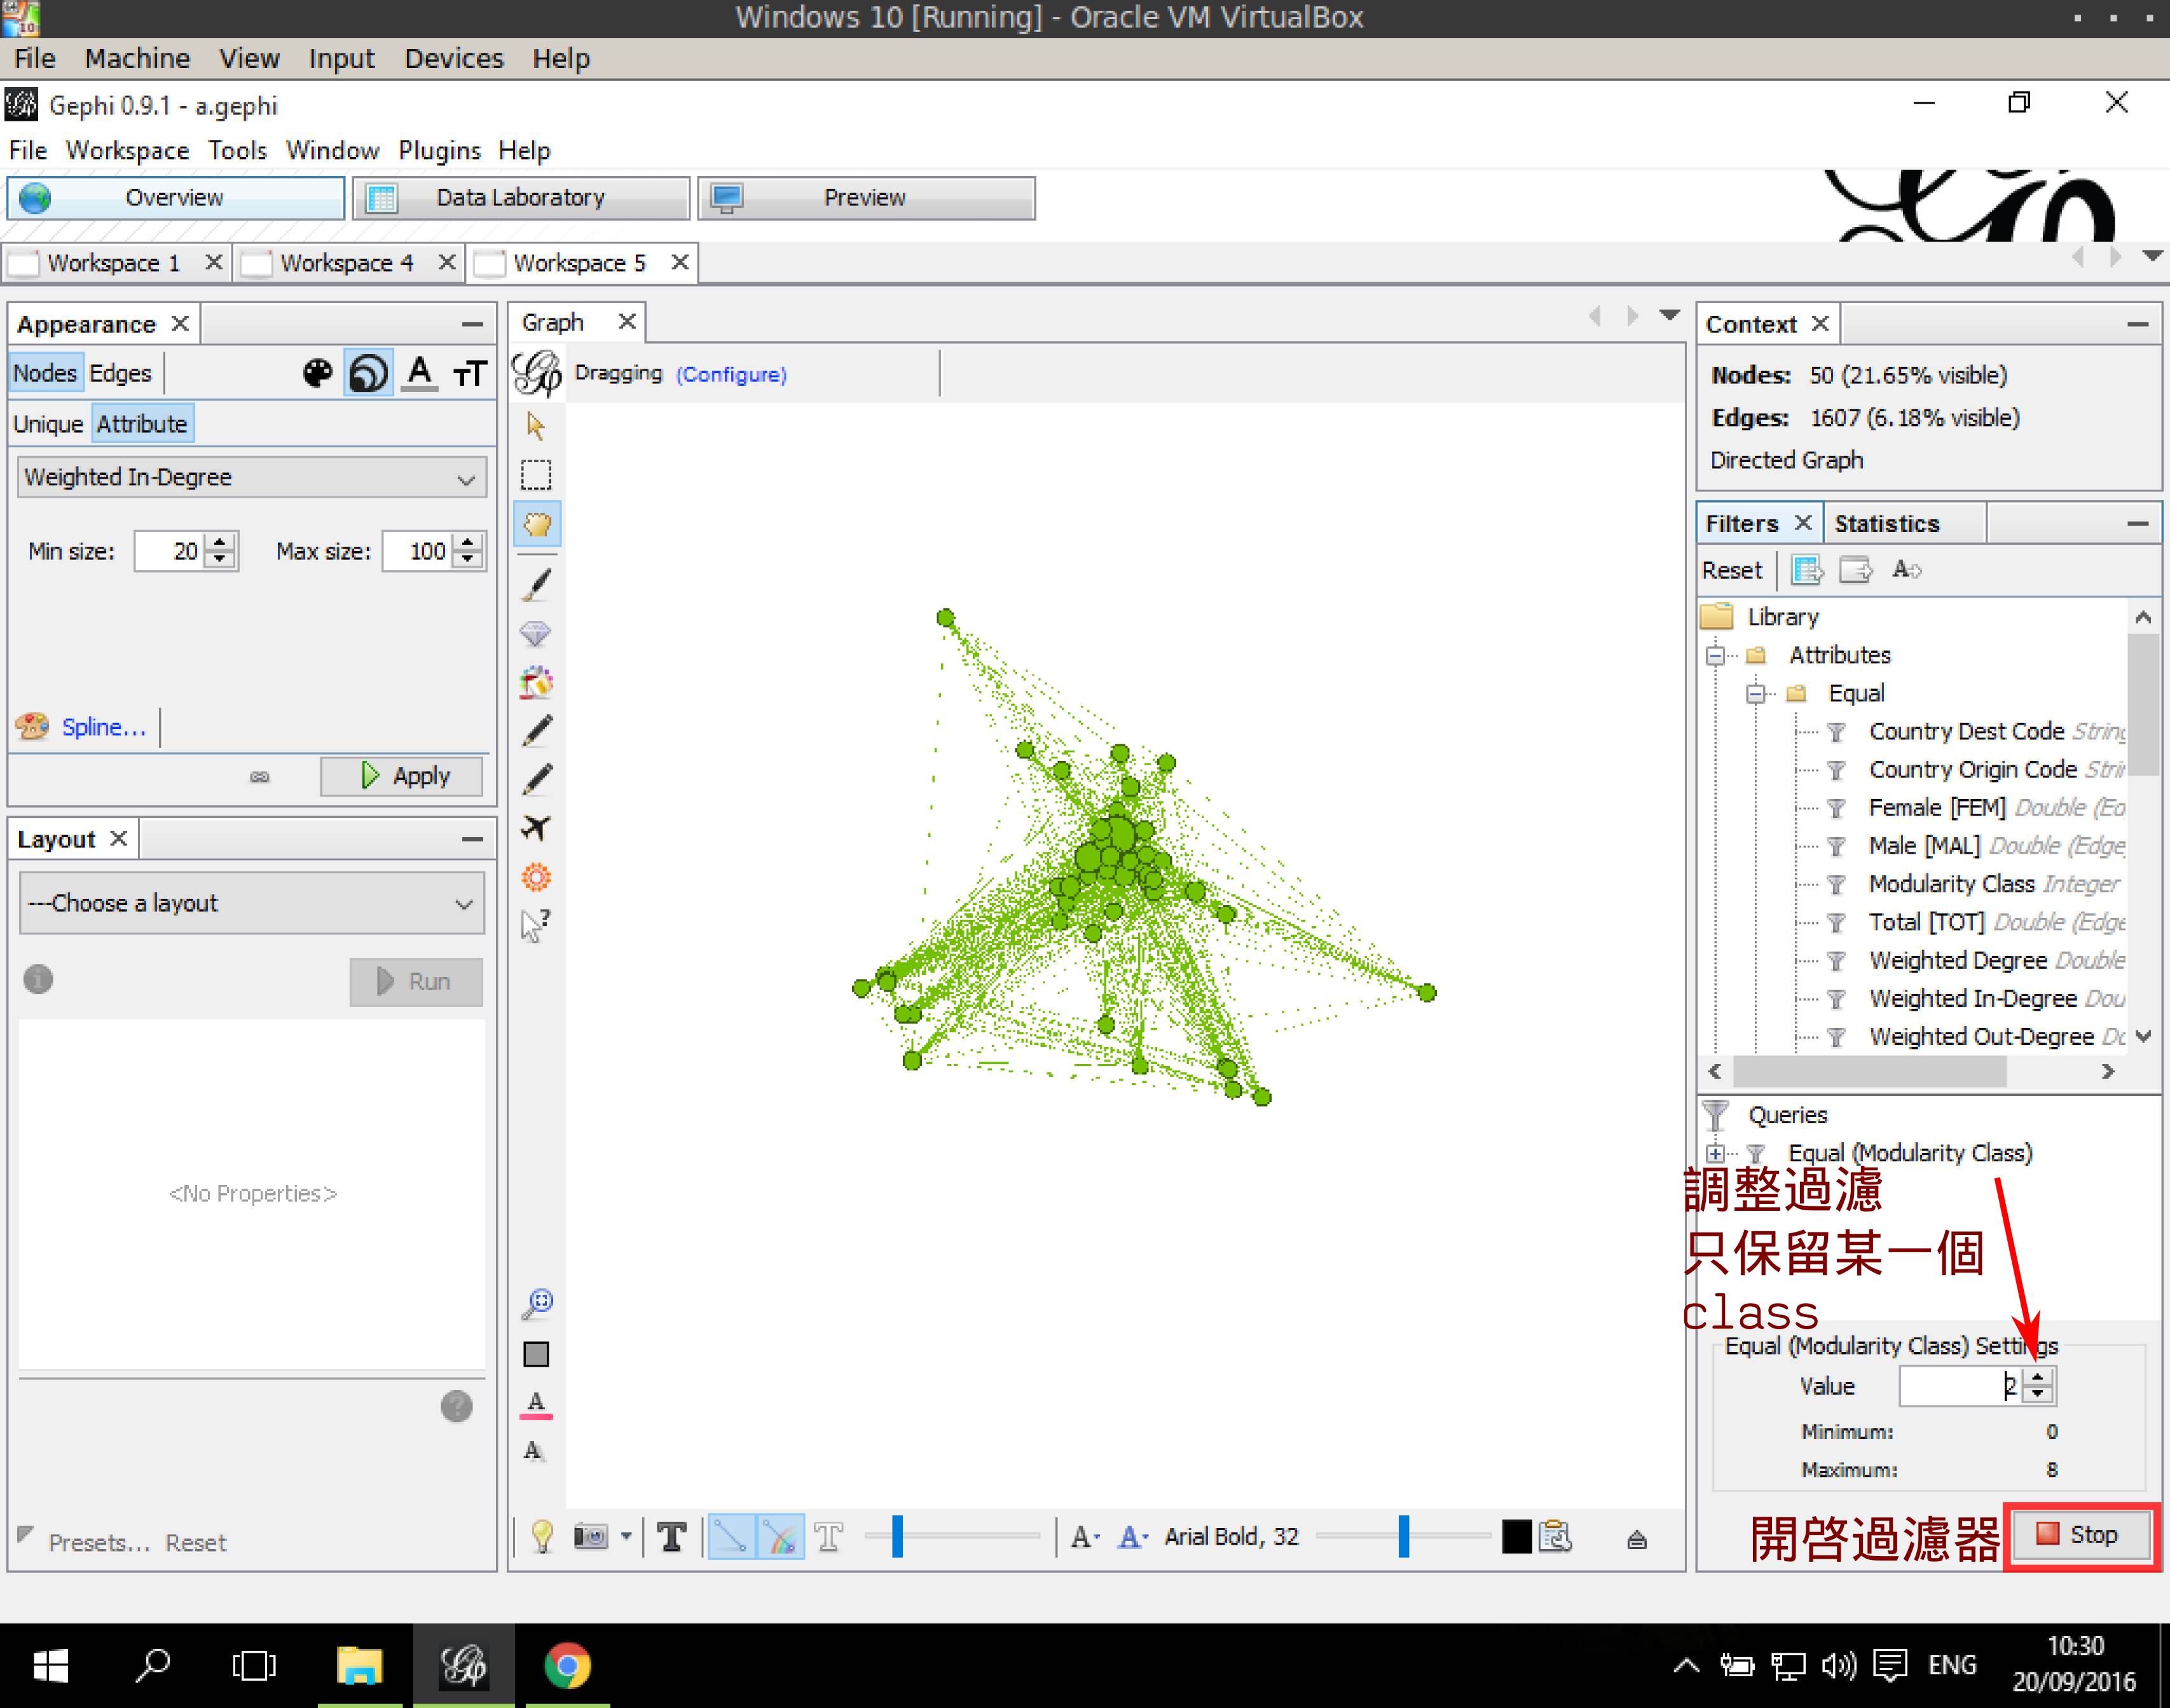 Windows 10 [Running] - Oracle VM VirtualBox
File Machine View Input Devices Help
Gephi 0.9.1 - a.gephi
File Workspace Tools Window Plugins Help
Overview Data Laboratory Preview
Workspace 1 Workspace 4 Workspace 5
Appearance
Nodes Edges
Unique Attribute
Weighted In-Degree
Min size: 20 Max size: 100
Spline...
Apply
Layout
---Choose a layout
Run
<No Properties>
Presets... Reset
Graph
Dragging (Configure)
Arial Bold, 32
Context
Nodes: 50 (21.65% visible)
Edges: 1607 (6.18% visible)
Directed Graph
Filters Statistics
Reset
Library
Attributes
Equal
Country Dest Code String
Country Origin Code Stri
Female [FEM] Double (Ed
Male [MAL] Double (Edge
Modularity Class Integer
Total [TOT] Double (Edge
Weighted Degree Double
Weighted In-Degree Dou
Weighted Out-Degree Do
Queries
Equal (Modularity Class)
調整過濾
只保留某一個
class
Equal (Modularity Class) Settings
Value 2
Minimum: 0
Maximum: 8
開啓過濾器 Stop
ENG
10:30
20/09/2016